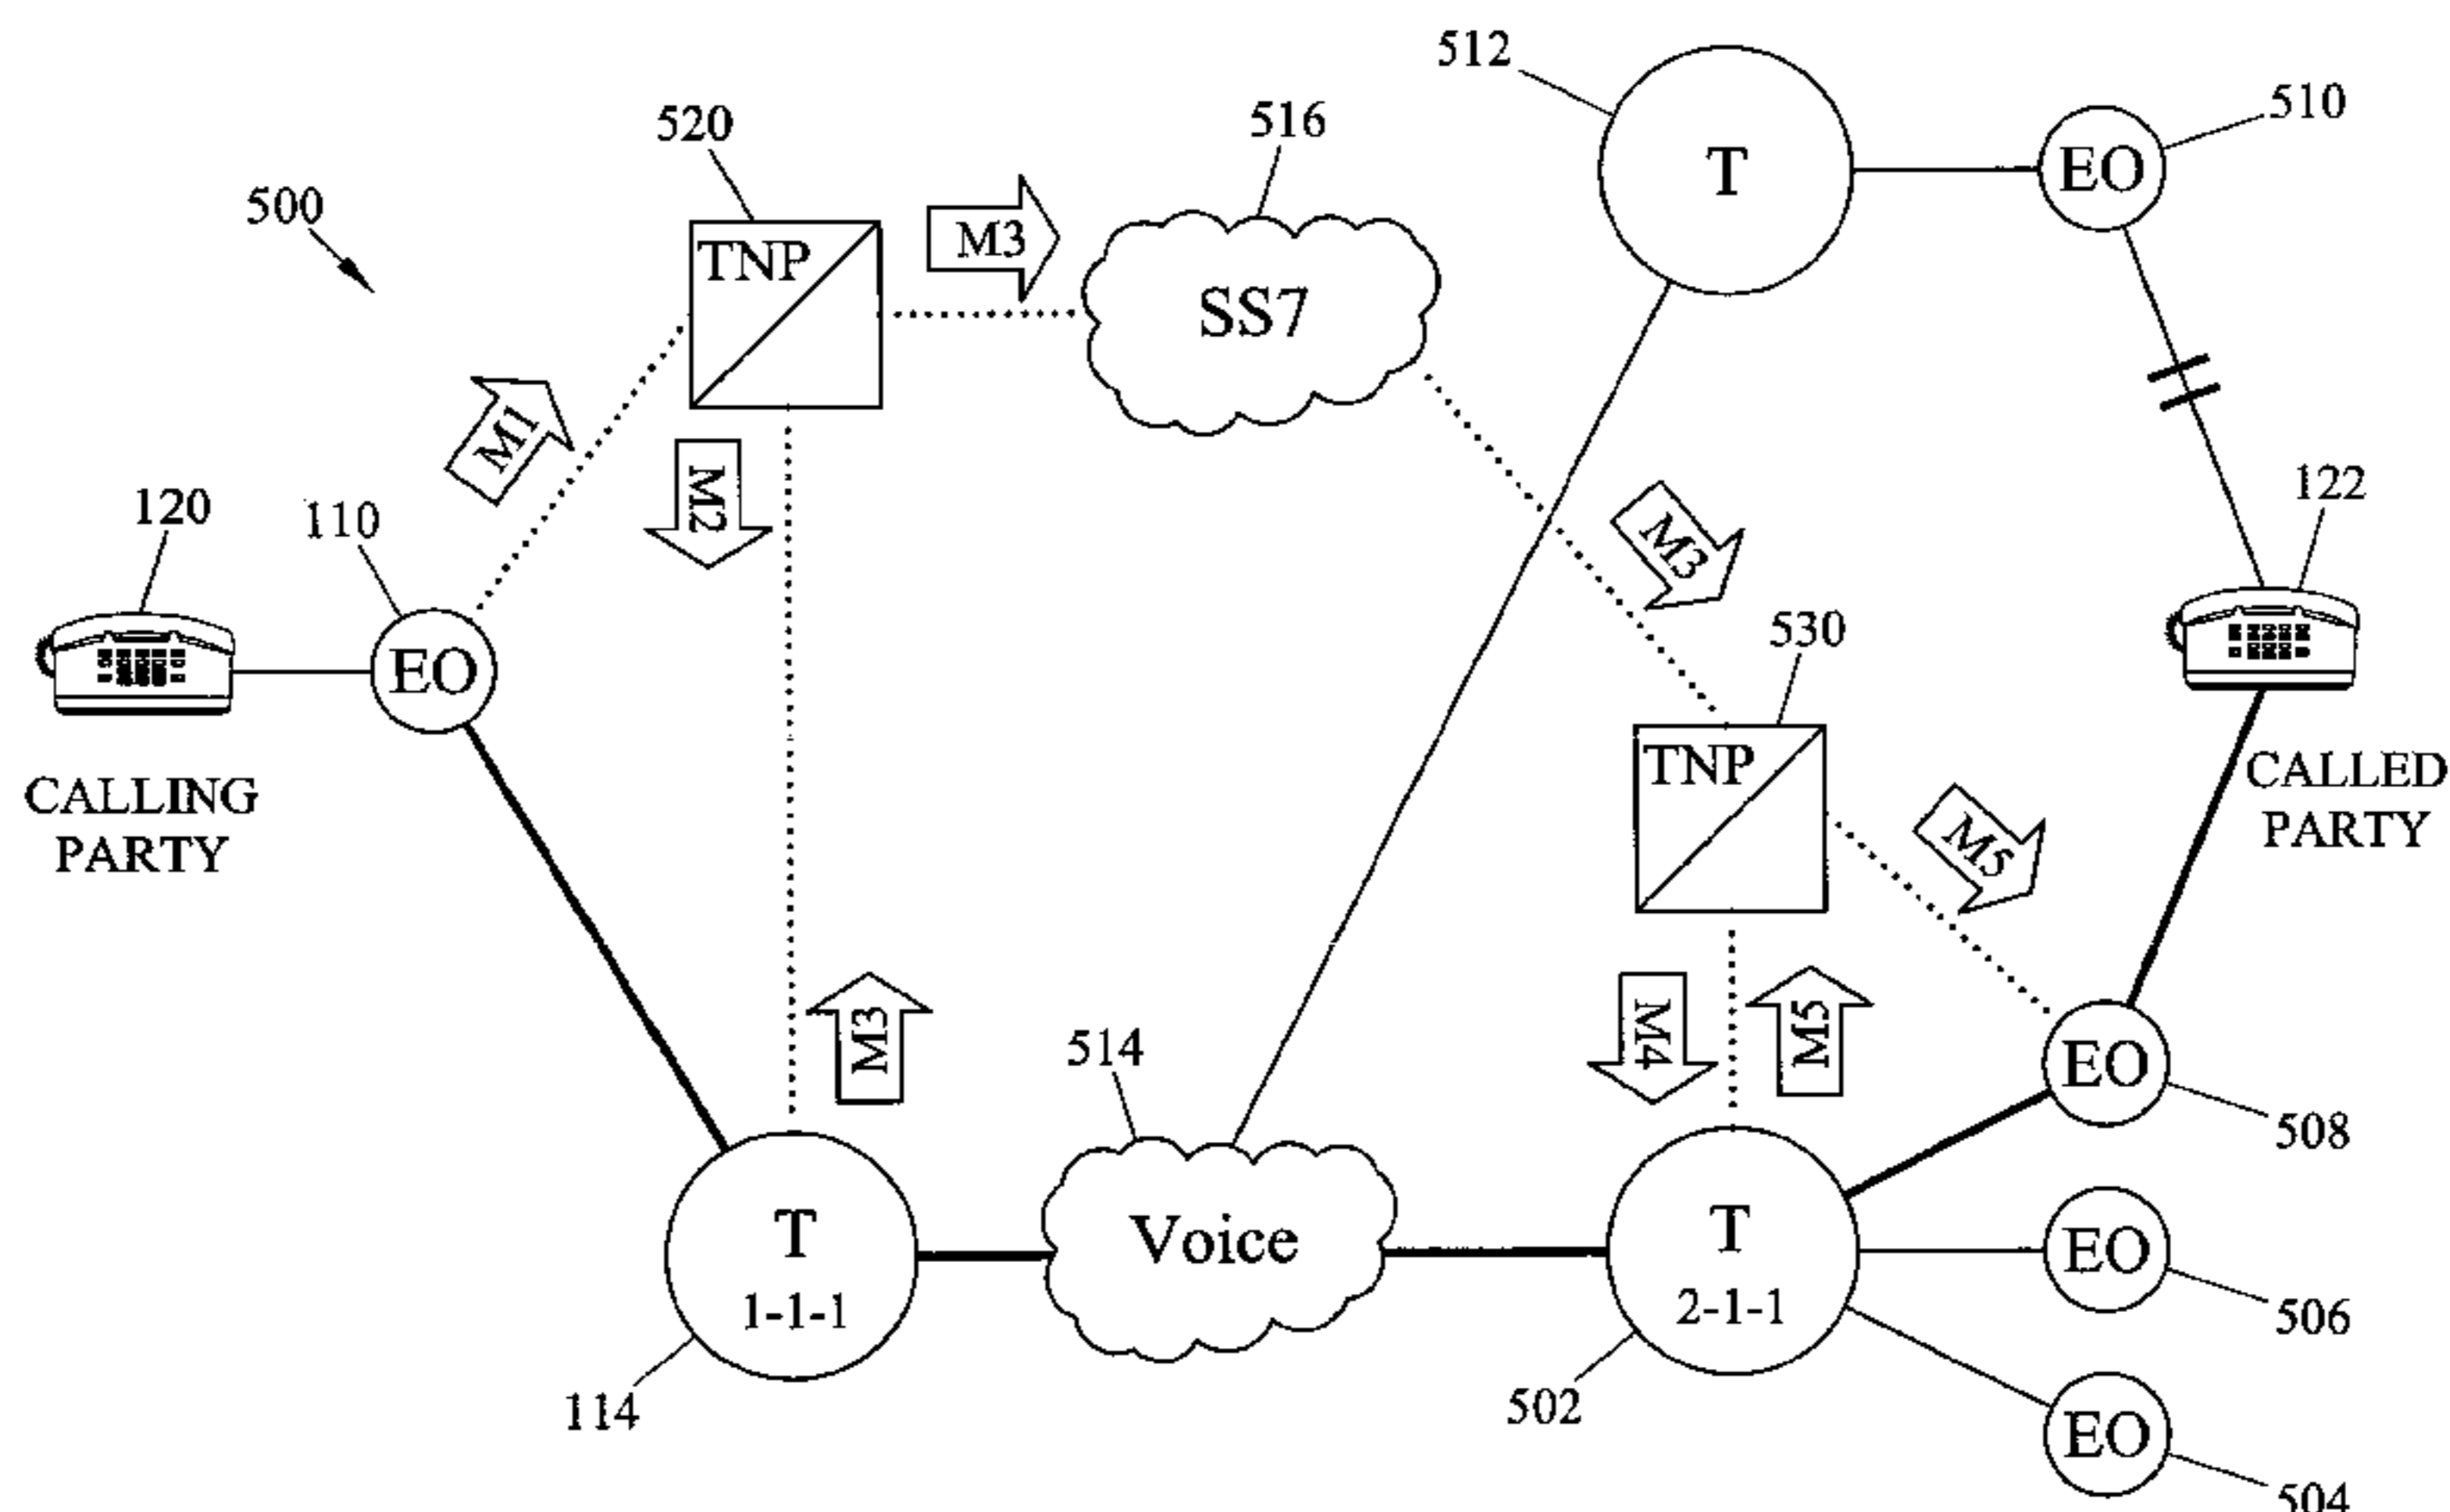 512
510
520
516
T
EO
500
TNP
M3
SS7
M1
M2
120
110
122
M3
530
EO
TNP
CALLING
PARTY
CALLED
PARTY
M5
M3
514
M4
M5
EO
508
T
1-1-1
Voice
T
2-1-1
EO
506
114
502
EO
504